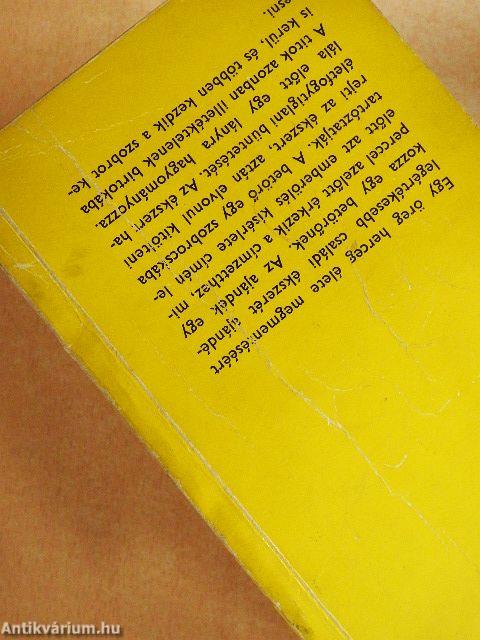 Egy öreg herceg élete megmentéséért
legértékesebb családi ékszerét ajándé-
kozza egy betörőnek. Az ajándék egy
perccel azelőtt érkezik a címzetthez, mi-
előtt azt emberölés kísérlete címén le-
tartóztatják. A betörő egy szobrocskába
rejti az ékszert, azután elvonul kitölteni
életfogytiglani büntetését. Az ékszert ha-
lála előtt egy lányra hagyományozza.
A titok azonban illetéktelenek birtokába
is kerül, és többen kezdik a szobrot ke-
resni.
Antikvárium.hu